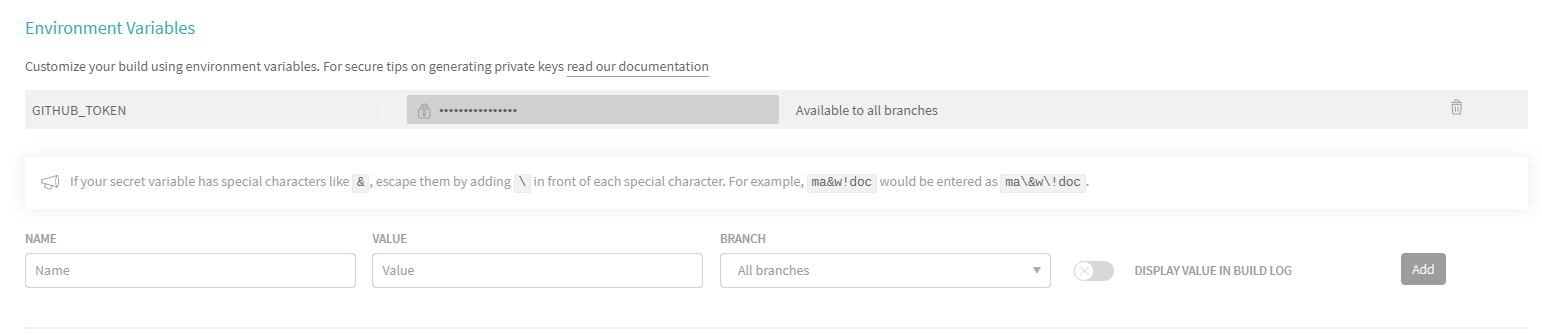 Environment Variables
Customize your build using environment variables. For secure tips on generating private keys read our documentation
GITHUB_TOKEN •••••••••••••••• Available to all branches
If your secret variable has special characters like & , escape them by adding \ in front of each special character. For example, ma&w!doc would be entered as ma\&w\!doc .
NAME VALUE BRANCH
Name Value All branches DISPLAY VALUE IN BUILD LOG Add